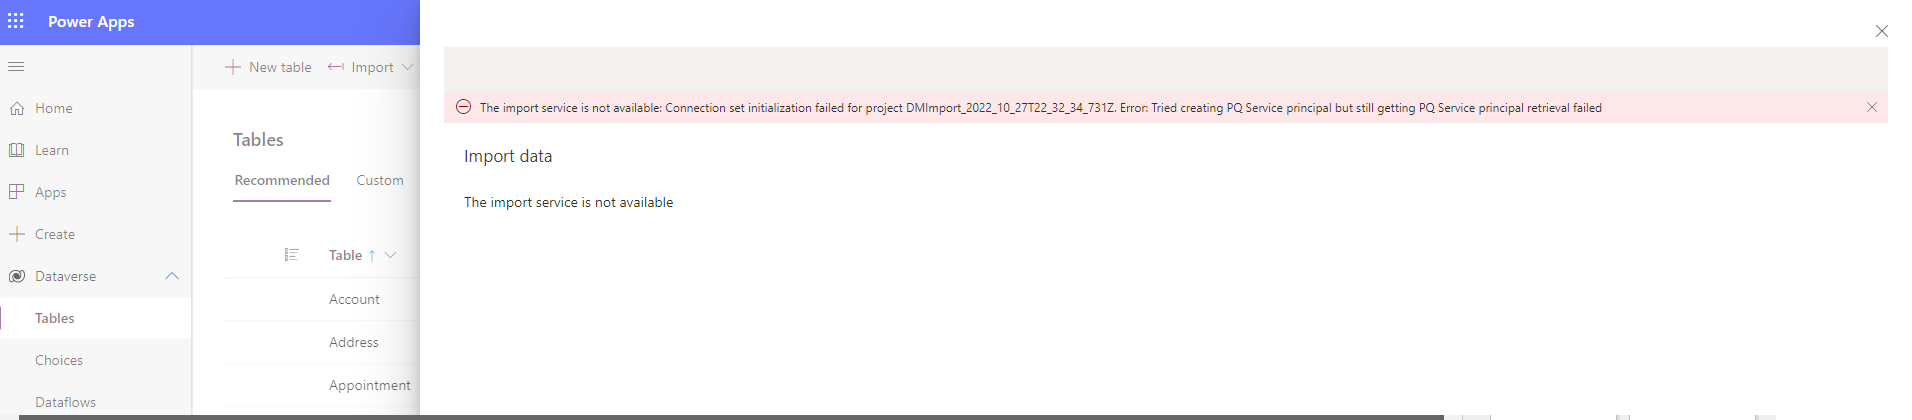 Power Apps
New table
Import
Home
Learn
Apps
Create
Dataverse
Tables
Choices
Dataflows
Tables
Recommended
Custom
Table
Account
Address
Appointment
The import service is not available: Connection set initialization failed for project DMImport_2022_10_27T22_32_34_731Z. Error: Tried creating PQ Service principal but still getting PQ Service principal retrieval failed
Import data
The import service is not available